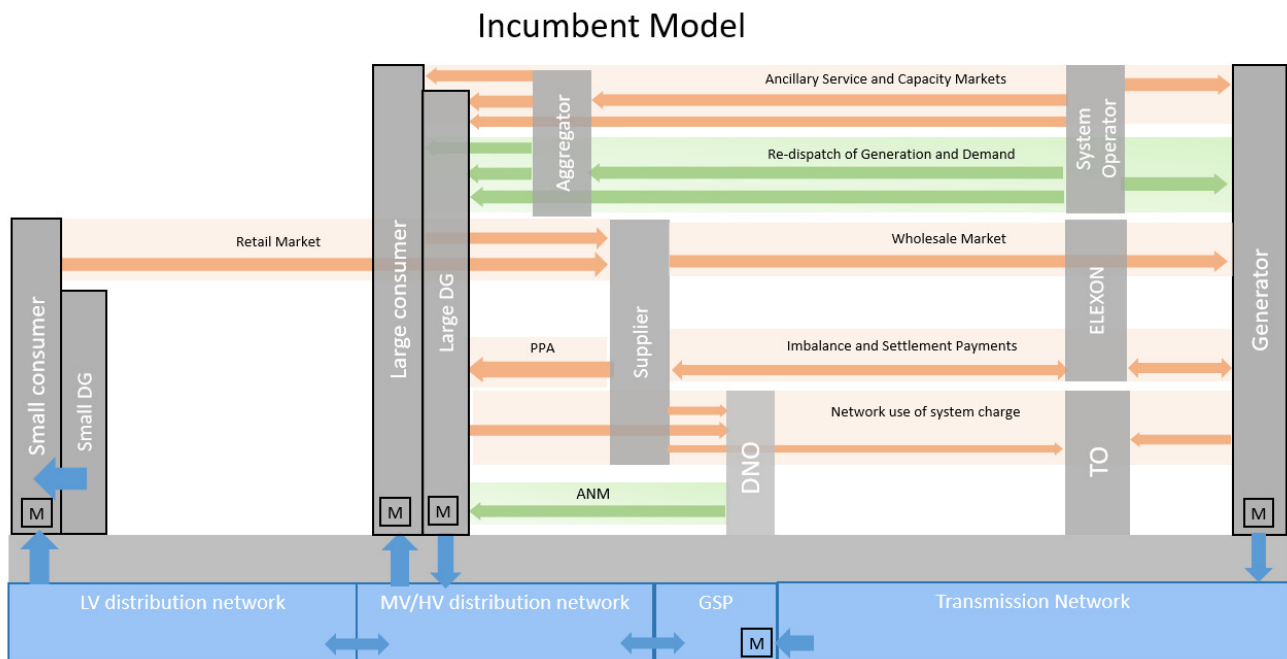 Incumbent Model
Ancillary Service and Capacity Markets
Aggregator
System
Operator
Re-dispatch of Generation and Demand
Retail Market
Wholesale Market
Small consumer
Small DG
Large consumer
Large DG
Supplier
ELEXON
Generator
PPA
Imbalance and Settlement Payments
Network use of system charge
DNO
TO
ANM
M
M
M
M
LV distribution network
MV/HV distribution network
GSP
Transmission Network
M